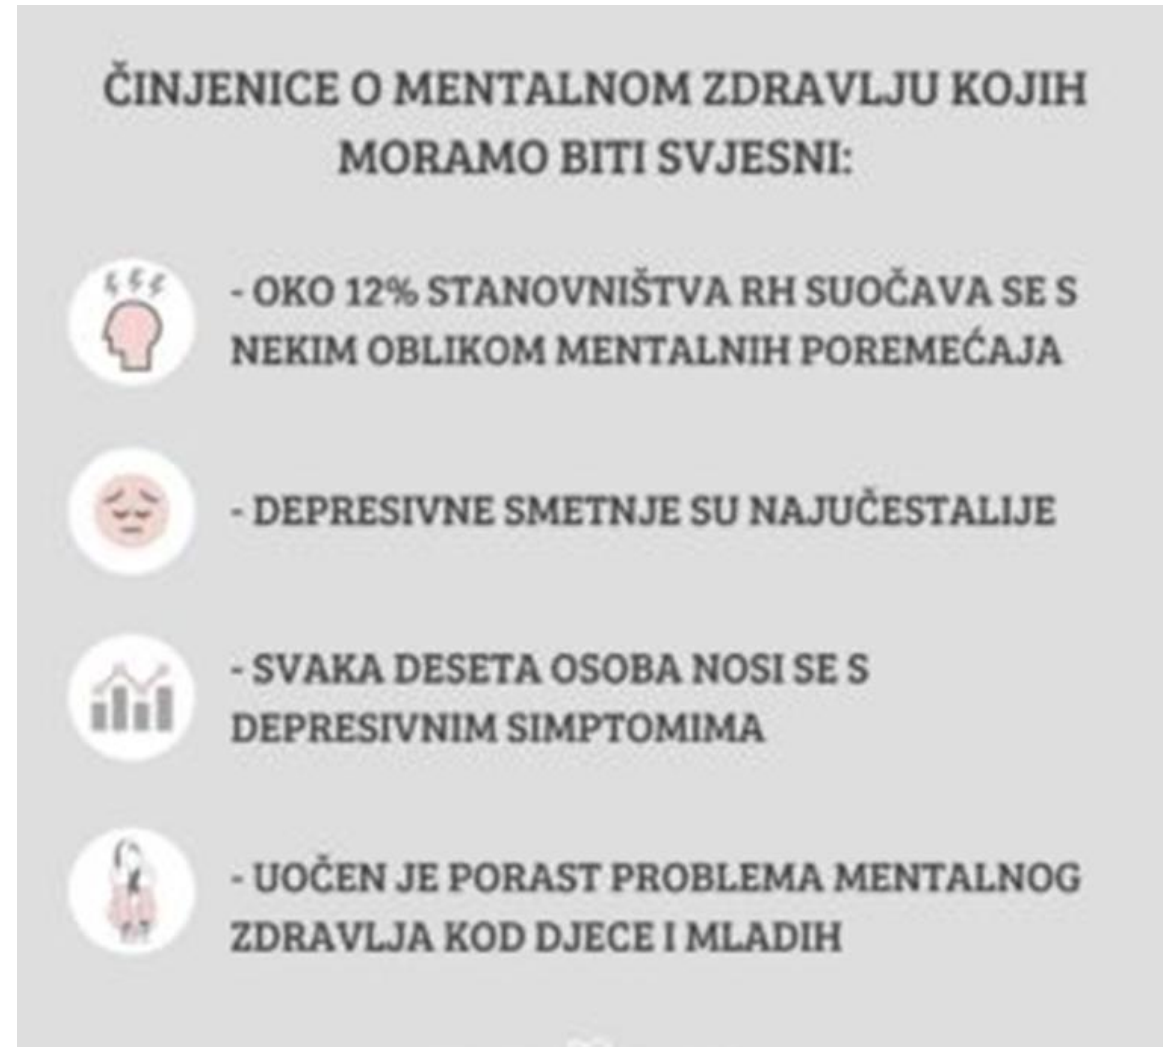 ČINJENICE O MENTALNOM ZDRAVLJU KOJIH
MORAMO BITI SVJESNI:
- OKO 12% STANOVNIŠTVA RH SUOČAVA SE S
NEKIM OBLIKOM MENTALNIH POREMEĆAJA
- DEPRESIVNE SMETNJE SU NAJUČESTALIJE
- SVAKA DESETA OSOBA NOSI SE S
DEPRESIVNIM SIMPTOMIMA
- UOČEN JE PORAST PROBLEMA MENTALNOG
ZDRAVLJA KOD DJECE I MLADIH